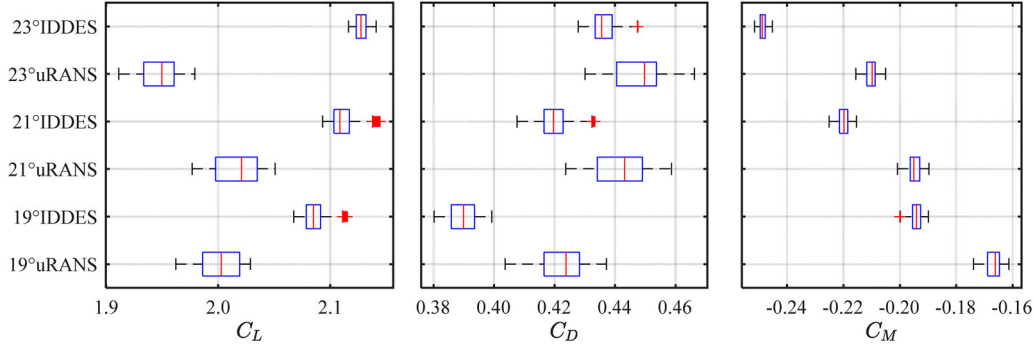 23°IDDES
23°uRANS
21°IDDES
21°uRANS
19°IDDES
19°uRANS
1.9 2.0 2.1 0.38 0.40 0.42 0.44 0.46 -0.24 -0.22 -0.20 -0.18 -0.16
C_L C_D C_M